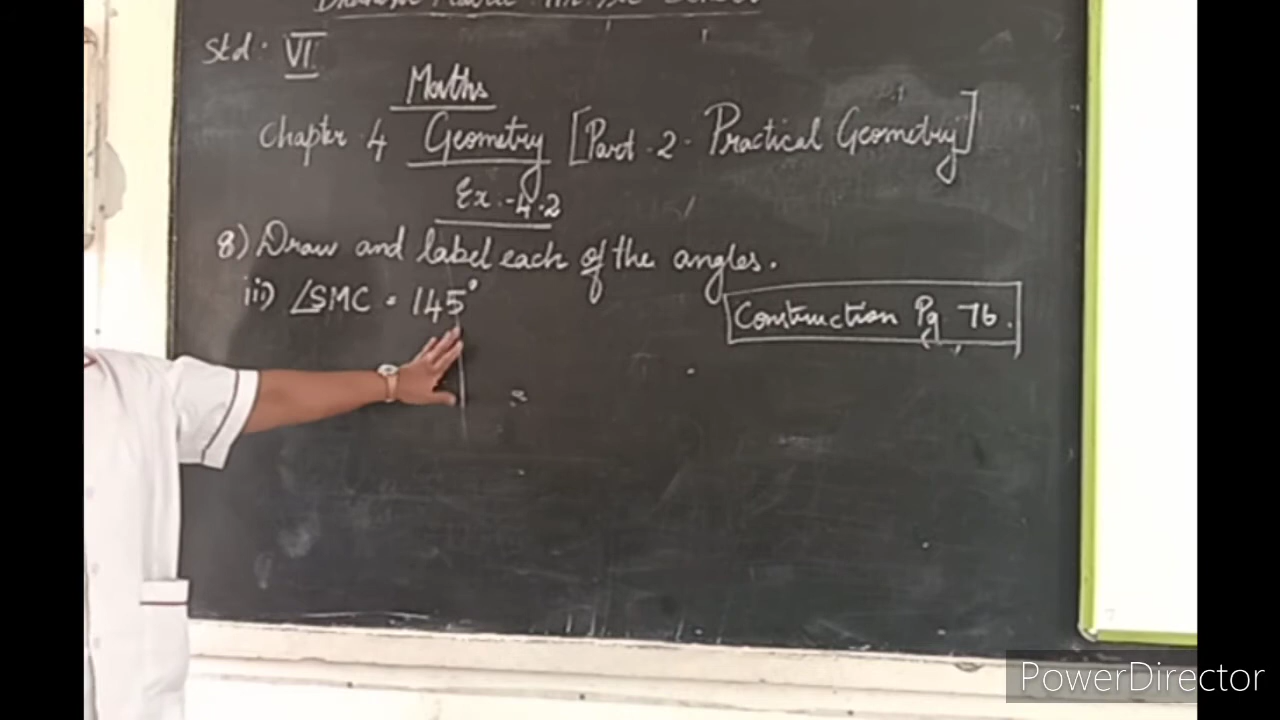 Std. VI
Maths
Chapter 4 Geometry [Part-2- Practical Geometry]
Ex.-4.2
8) Draw and label each of the angles.
iii) ∠SMC = 145°
Construction Pg 76.
PowerDirector